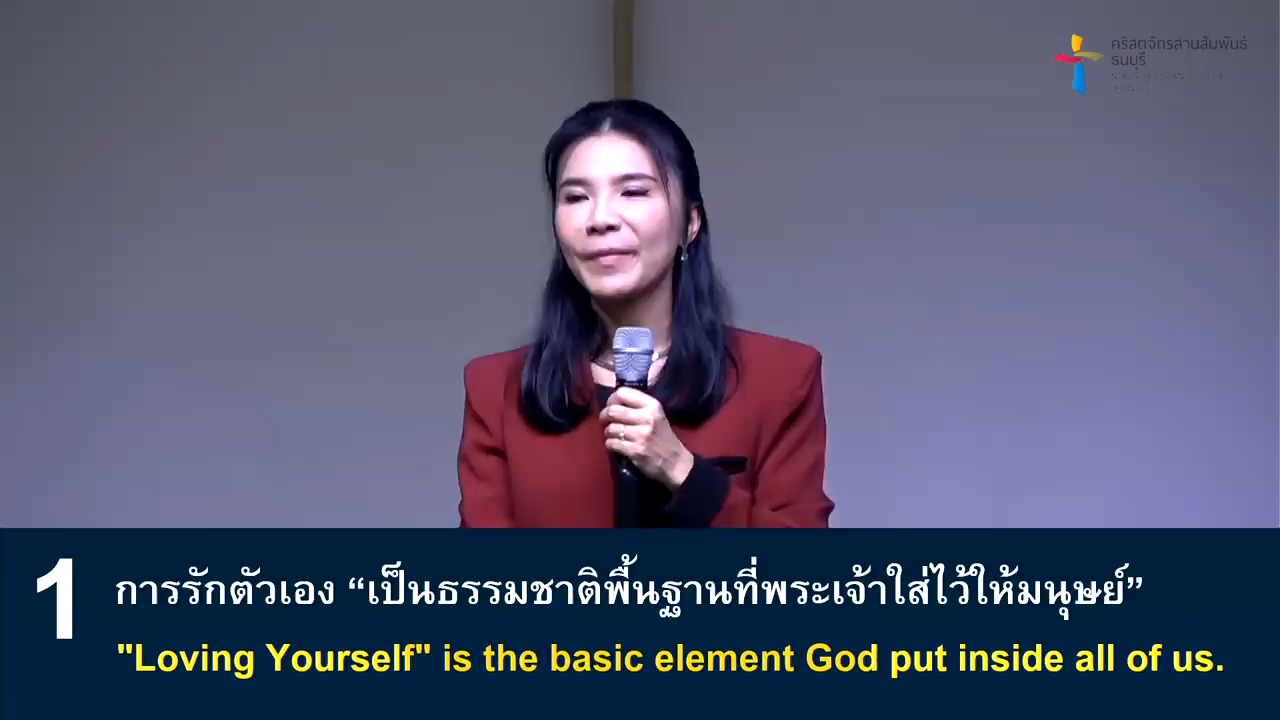 คริสตจักรสานสัมพันธ์
ธนบุรี
1
การรักตัวเอง “เป็นธรรมชาติพื้นฐานที่พระเจ้าใส่ไว้ให้มนุษย์”
"Loving Yourself" is the basic element God put inside all of us.